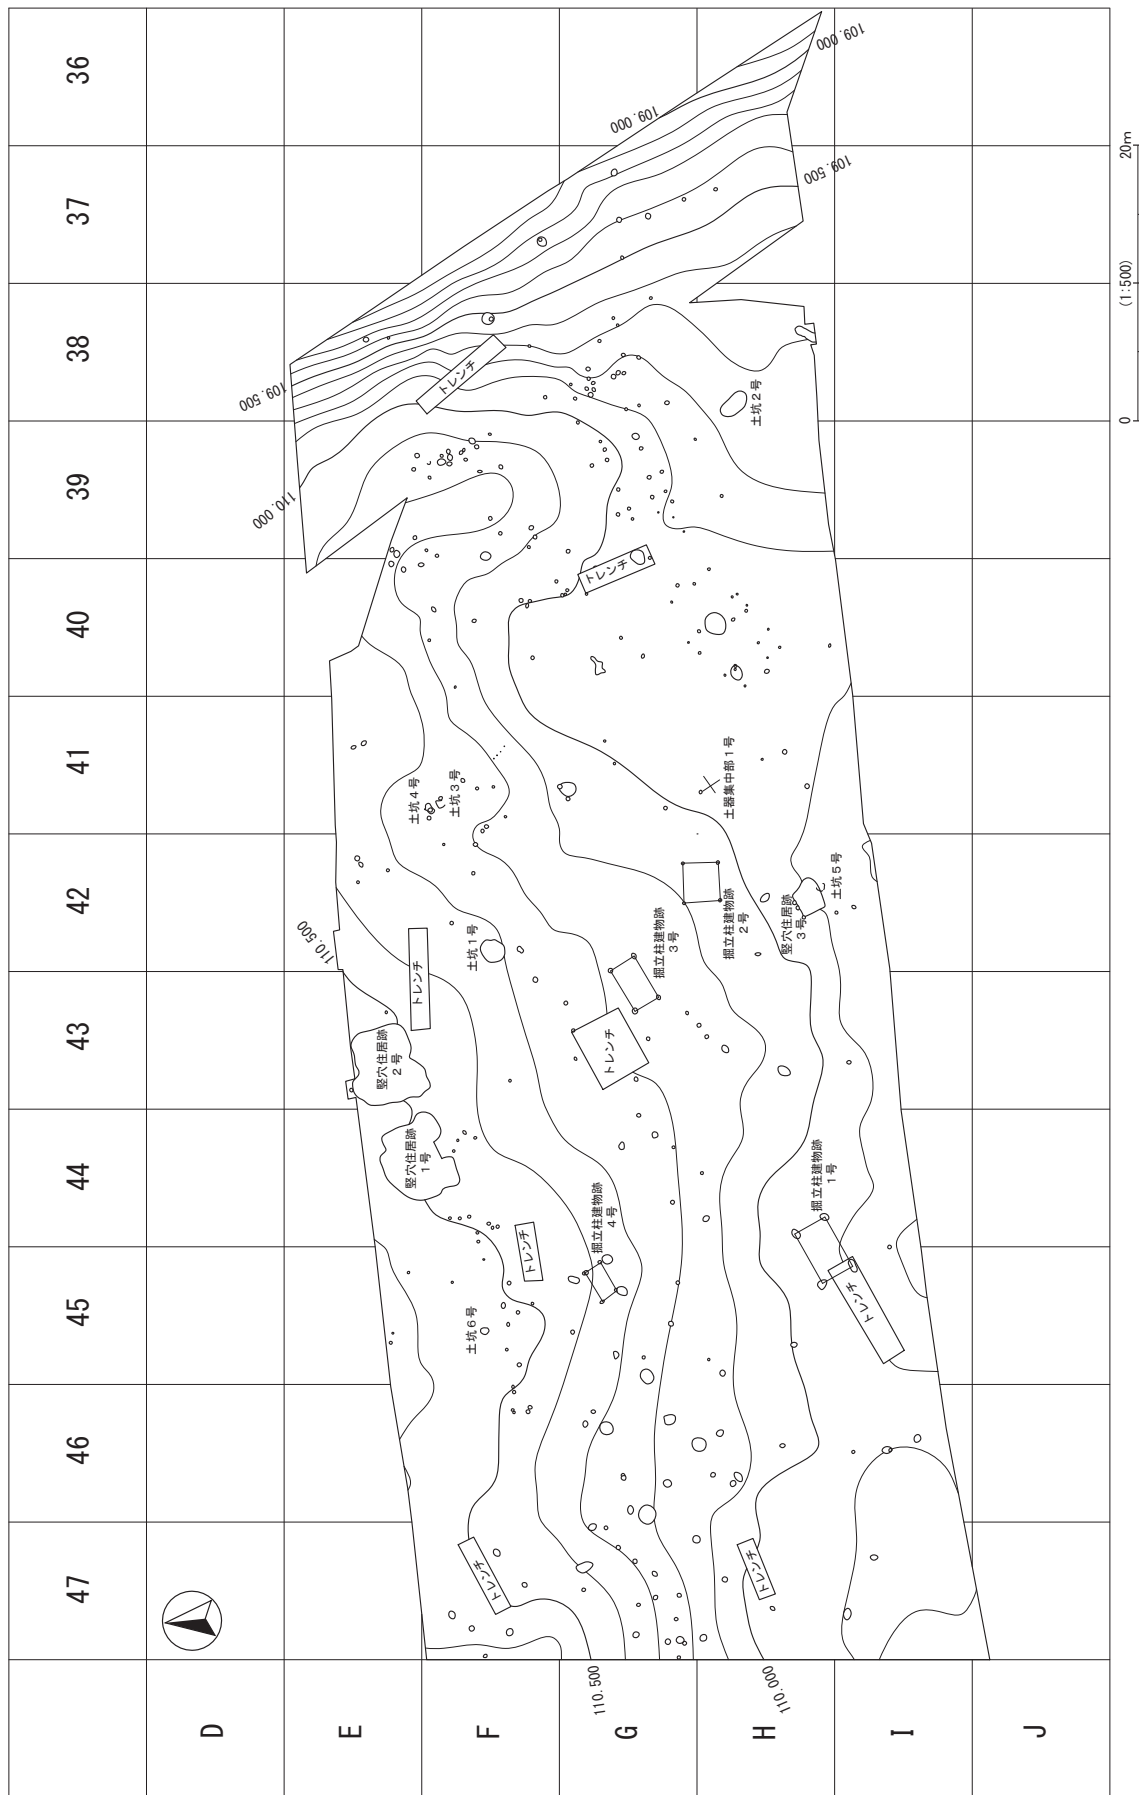 36
37
38
39
40
41
42
43
44
45
46
47
D
E
F
G
H
I
J
109.000
109.000
109.500
109.500
110.000
110.500
110.500
110.000
0
(1:500)
20m
トレンチ
土坑2号
トレンチ
土坑4号
土坑3号
土器集中部1号
土坑5号
竪穴住居跡
3号
掘立柱建物跡
2号
掘立柱建物跡
3号
土坑1号
トレンチ
トレンチ
竪穴住居跡
2号
竪穴住居跡
1号
掘立柱建物跡
1号
掘立柱建物跡
4号
トレンチ
トレンチ
土坑6号
トレンチ
トレンチ